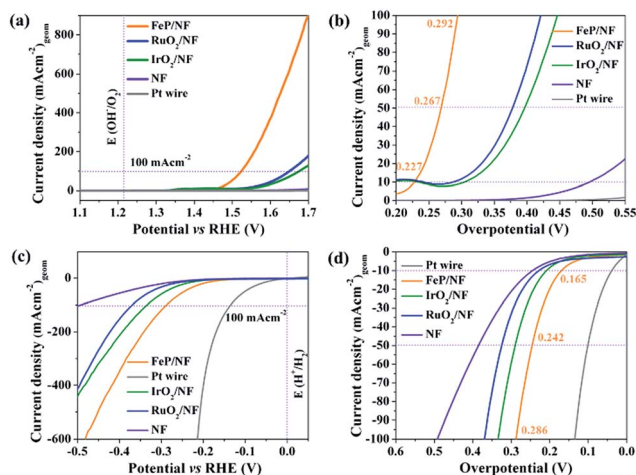 (a)
Current density (mAcm⁻²)geom
800
600
400
200
0
FeP/NF
RuO₂/NF
IrO₂/NF
NF
Pt wire
E (OH⁻/O₂)
100 mAcm⁻²
1.1 1.2 1.3 1.4 1.5 1.6 1.7
Potential vs RHE (V)
(b)
Current density (mAcm⁻²)geom
100
90
80
70
60
50
40
30
20
10
0
0.292
0.267
0.227
FeP/NF
RuO₂/NF
IrO₂/NF
NF
Pt wire
0.20 0.25 0.30 0.35 0.40 0.45 0.50 0.55
Overpotential (V)
(c)
Current density (mAcm⁻²)geom
0
-200
-400
-600
100 mAcm⁻²
FeP/NF
Pt wire
IrO₂/NF
RuO₂/NF
NF
E (H⁺/H₂)
-0.5 -0.4 -0.3 -0.2 -0.1 0.0
Potential vs RHE (V)
(d)
Current density (mAcm⁻²)geom
0
-10
-20
-30
-40
-50
-60
-70
-80
-90
-100
Pt wire
FeP/NF
IrO₂/NF
RuO₂/NF
NF
0.165
0.242
0.286
0.6 0.5 0.4 0.3 0.2 0.1 0.0
Overpotential (V)